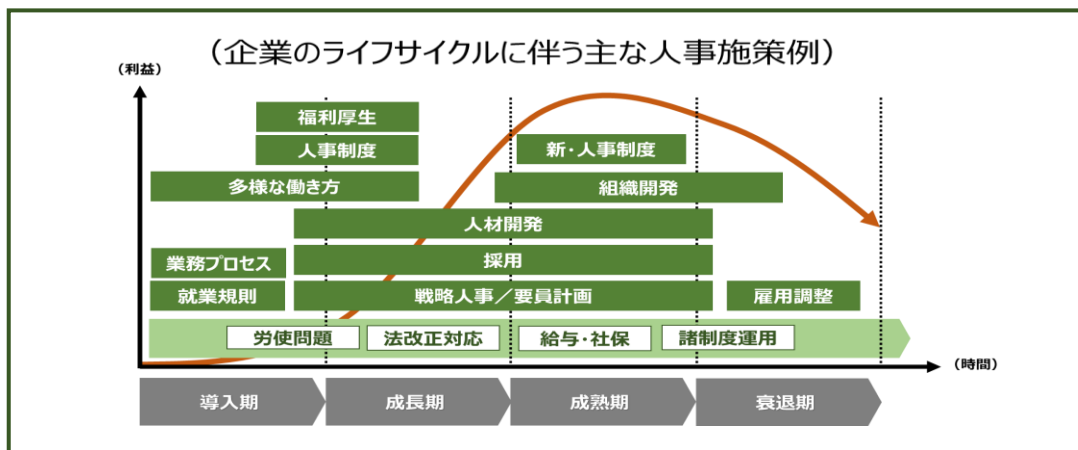 （企業のライフサイクルに伴う主な人事施策例）
（利益）
福利厚生
人事制度
新・人事制度
多様な働き方
組織開発
人材開発
業務プロセス
採用
就業規則
戦略人事／要員計画
雇用調整
労使問題
法改正対応
給与・社保
諸制度運用
（時間）
導入期
成長期
成熟期
衰退期